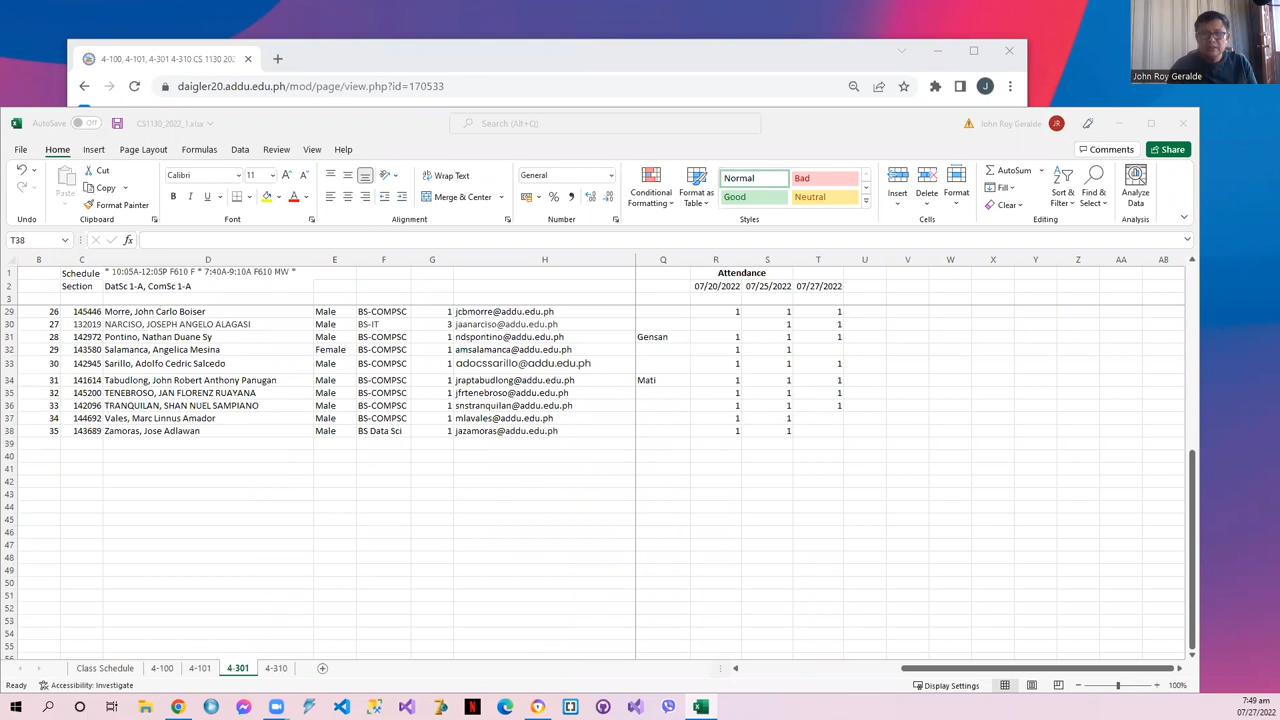 John Roy Geralde
4-100, 4-101, 4-301 4-310 CS 1130 20
daigler20.addu.edu.ph/mod/page/view.php?id=170533
J
AutoSave Off CS1130_2022_1.xlsx Search (Alt+Q) John Roy Geralde JR
File Home Insert Page Layout Formulas Data Review View Help Comments Share
Cut Copy Format Painter Paste
Calibri 11 Wrap Text Merge & Center General
Conditional Formatting Format as Table Normal Bad Good Neutral
Insert Delete Format AutoSum Fill Clear Sort & Filter Find & Select Analyze Data
Undo Clipboard Font Alignment Number Styles Cells Editing Analysis
T38 fx
B C D E F G H Q R S T U V W X Y Z AA AB
1 Schedule * 10:05A-12:05P F610 F * 7:40A-9:10A F610 MW * Attendance
2 Section DatSc 1-A, ComSc 1-A 07/20/2022 07/25/2022 07/27/2022
3
29 26 145446 Morre, John Carlo Boiser Male BS-COMPSC 1 jcbmorre@addu.edu.ph 1 1 1
30 27 132019 NARCISO, JOSEPH ANGELO ALAGASI Male BS-IT 3 jaanarciso@addu.edu.ph 1 1
31 28 142972 Pontino, Nathan Duane Sy Male BS-COMPSC 1 ndspontino@addu.edu.ph Gensan 1 1 1
32 29 143580 Salamanca, Angelica Mesina Female BS-COMPSC 1 amsalamanca@addu.edu.ph 1 1
33 30 142945 Sarillo, Adolfo Cedric Salcedo Male BS-COMPSC 1 adocssarillo@addu.edu.ph 1 1 1
34 31 141614 Tabudlong, John Robert Anthony Panugan Male BS-COMPSC 1 jraptabudlong@addu.edu.ph Mati 1 1 1
35 32 145200 TENEBROSO, JAN FLORENZ RUAYANA Male BS-COMPSC 1 jfrtenebroso@addu.edu.ph 1 1 1
36 33 142096 TRANQUILAN, SHAN NUEL SAMPIANO Male BS-COMPSC 1 snstranquilan@addu.edu.ph 1 1 1
37 34 144692 Vales, Marc Linnus Amador Male BS-COMPSC 1 mlavales@addu.edu.ph 1 1
38 35 143689 Zamoras, Jose Adlawan Male BS Data Sci 1 jazamoras@addu.edu.ph 1 1
39
40
41
42
43
44
45
46
47
48
49
50
51
52
53
54
55
Class Schedule 4-100 4-101 4-301 4-310
Ready Accessibility: Investigate Display Settings 100%
7:49 am
07/27/2022